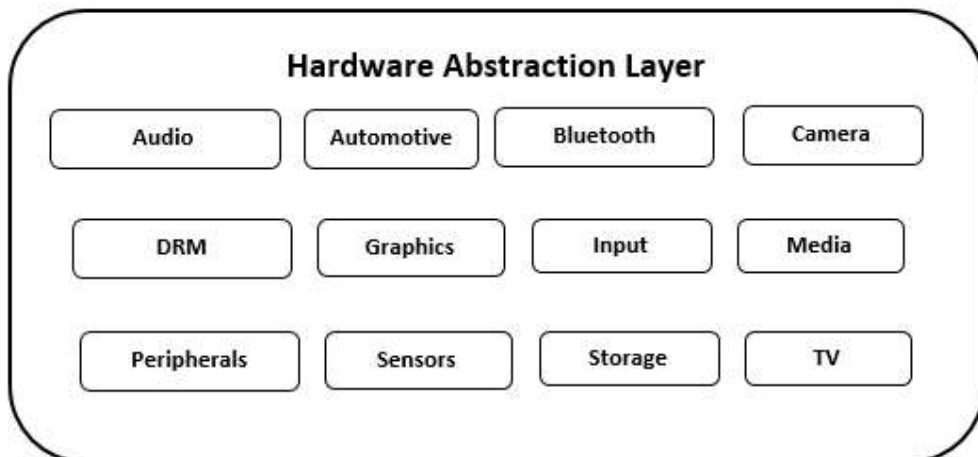 Hardware Abstraction Layer
Audio Automotive Bluetooth Camera
DRM Graphics Input Media
Peripherals Sensors Storage TV